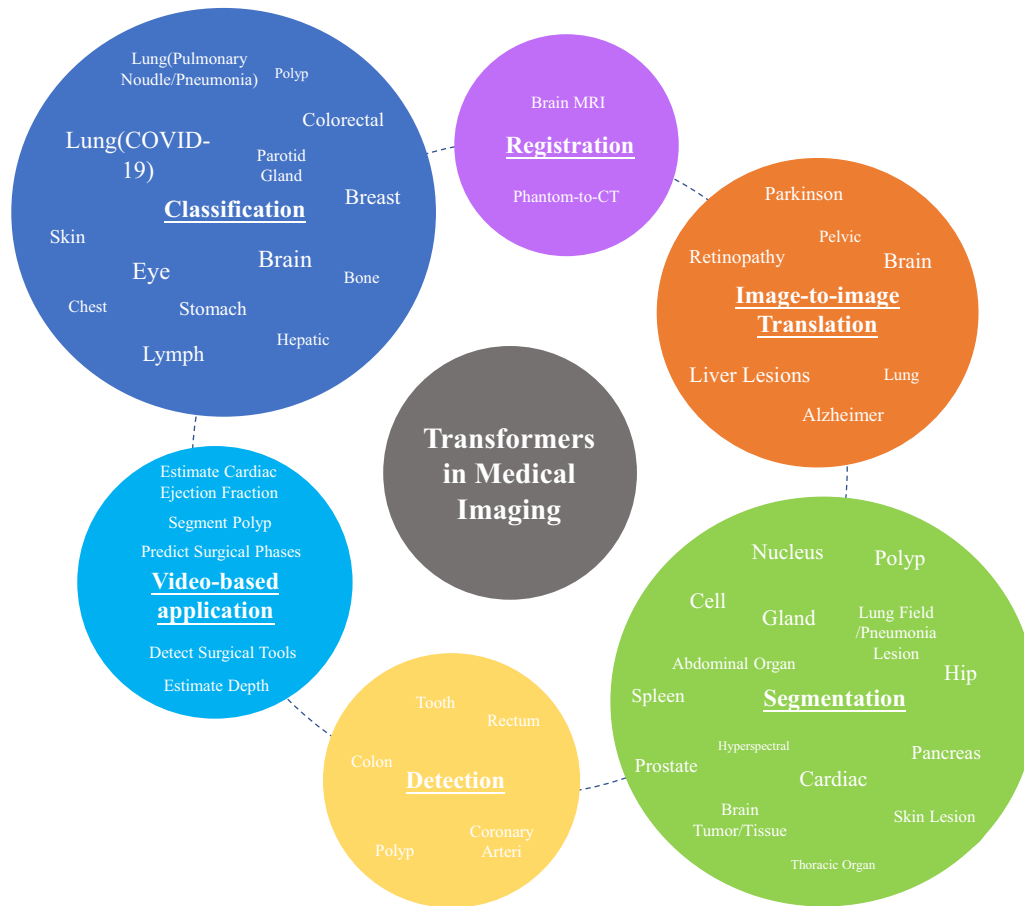 Lung(Pulmonary
Noudle/Pneumonia)
Polyp
Colorectal
Lung(COVID-
19)
Parotid
Gland
Breast
Classification
Skin
Eye
Brain
Bone
Chest
Stomach
Hepatic
Lymph
Brain MRI
Registration
Phantom-to-CT
Parkinson
Pelvic
Retinopathy
Brain
Image-to-image
Translation
Liver Lesions
Lung
Alzheimer
Transformers
in Medical
Imaging
Estimate Cardiac
Ejection Fraction
Segment Polyp
Predict Surgical Phases
Video-based
application
Detect Surgical Tools
Estimate Depth
Tooth
Rectum
Colon
Detection
Polyp
Coronary
Arteri
Nucleus
Polyp
Cell
Gland
Lung Field
/Pneumonia
Lesion
Abdominal Organ
Hip
Spleen
Segmentation
Hyperspectral
Pancreas
Prostate
Cardiac
Brain
Tumor/Tissue
Skin Lesion
Thoracic Organ